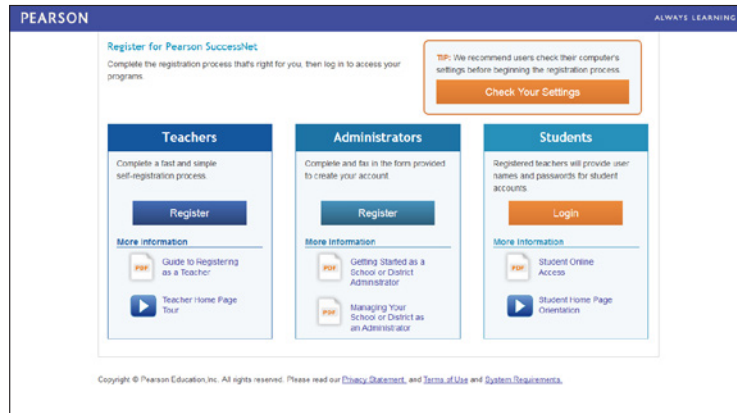 PEARSON
ALWAYS LEARNING
Register for Pearson SuccessNet
Complete the registration process that's right for you, then log in to access your
programs.
TIP: We recommend users check their computer's
settings before beginning the registration process.
Check Your Settings
Teachers
Complete a fast and simple
self-registration process.
Register
More Information
PDF
Guide to Registering
as a Teacher
Teacher Home Page
Tour
Administrators
Complete and fax in the form provided
to create your account.
Register
More Information
PDF
Getting Started as a
School or District
Administrator
PDF
Managing Your
School or District as
an Administrator
Students
Registered teachers will provide user
names and passwords for student
accounts.
Login
More Information
PDF
Student Online
Access
Student Home Page
Orientation
Copyright © Pearson Education,Inc. All rights reserved. Please read our Privacy Statement, and Terms of Use and System Requirements.